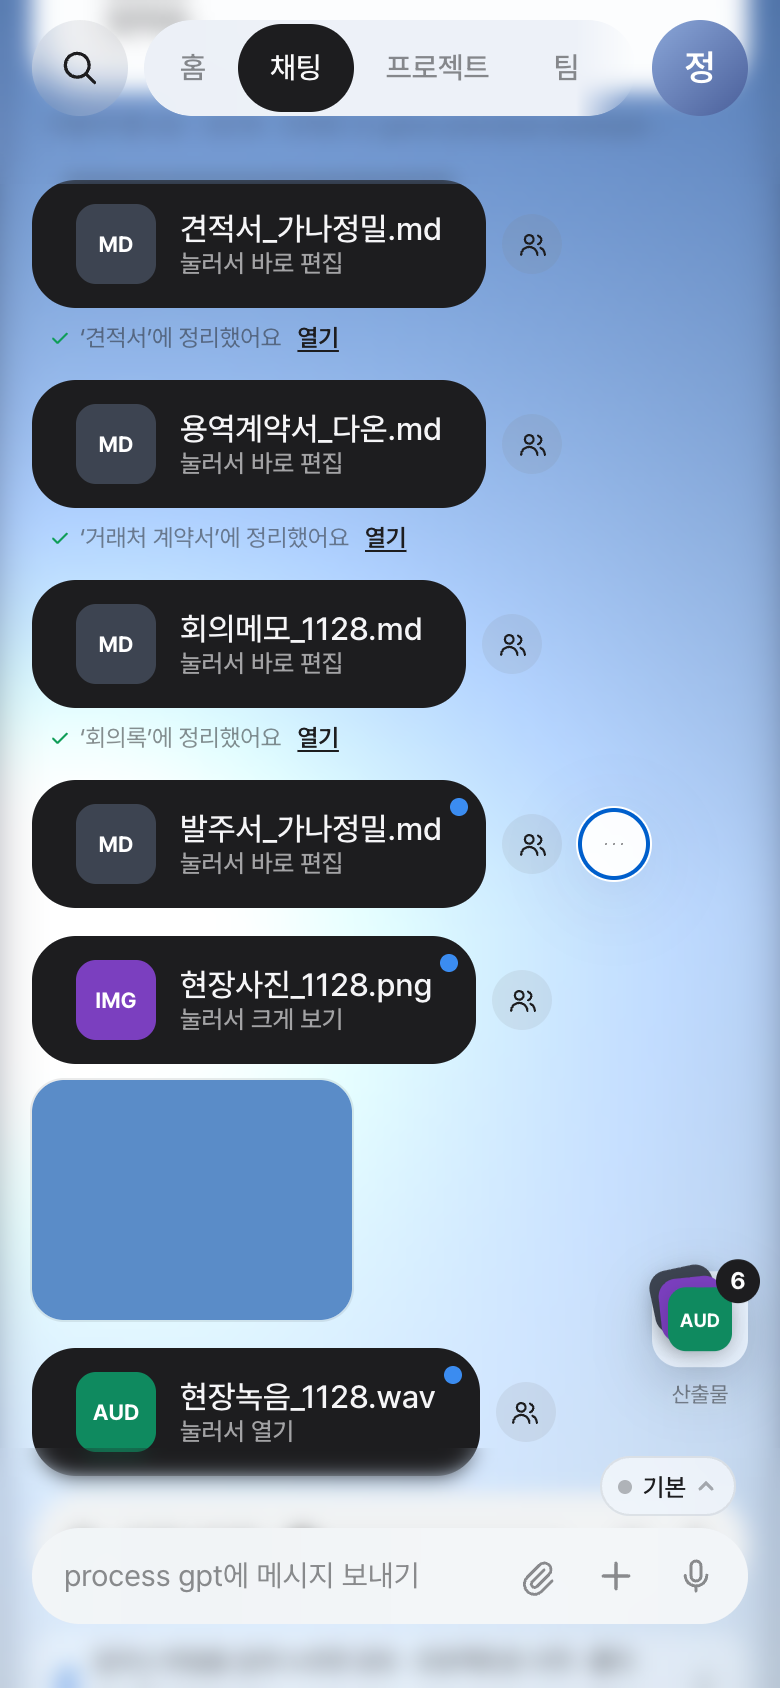 홈
채팅
프로젝트
팀
정
MD
견적서_가나정밀.md
눌러서 바로 편집
‘견적서’에 정리했어요 열기
MD
용역계약서_다온.md
눌러서 바로 편집
‘거래처 계약서’에 정리했어요 열기
MD
회의메모_1128.md
눌러서 바로 편집
‘회의록’에 정리했어요 열기
MD
발주서_가나정밀.md
눌러서 바로 편집
...
IMG
현장사진_1128.png
눌러서 크게 보기
6
AUD
산출물
AUD
현장녹음_1128.wav
눌러서 열기
기본
process gpt에 메시지 보내기